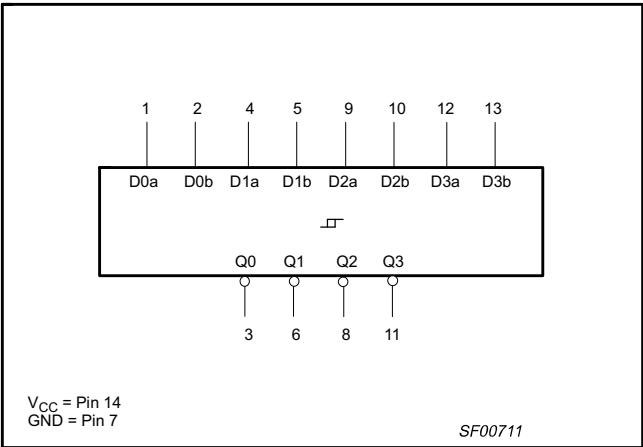 1 2 4 5 9 10 12 13
D0a D0b D1a D1b D2a D2b D3a D3b
Q0 Q1 Q2 Q3
3 6 8 11
VCC = Pin 14
GND = Pin 7
SF00711